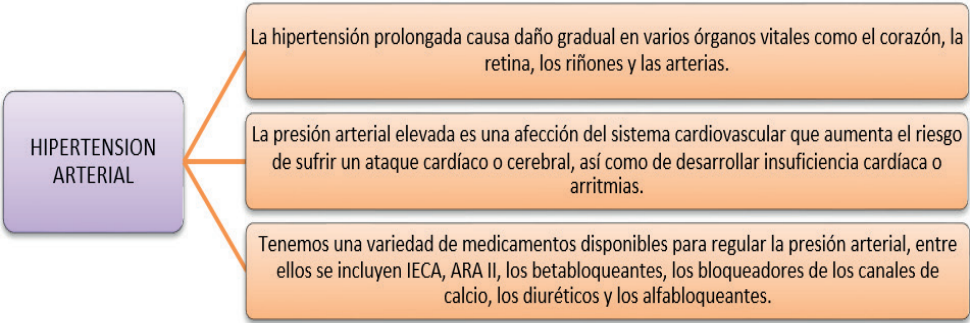 HIPERTENSION
ARTERIAL
La hipertensión prolongada causa daño gradual en varios órganos vitales como el corazón, la
retina, los riñones y las arterias.
La presión arterial elevada es una afección del sistema cardiovascular que aumenta el riesgo
de sufrir un ataque cardíaco o cerebral, así como de desarrollar insuficiencia cardíaca o
arritmias.
Tenemos una variedad de medicamentos disponibles para regular la presión arterial, entre
ellos se incluyen IECA, ARA II, los betabloqueantes, los bloqueadores de los canales de
calcio, los diuréticos y los alfabloqueantes.